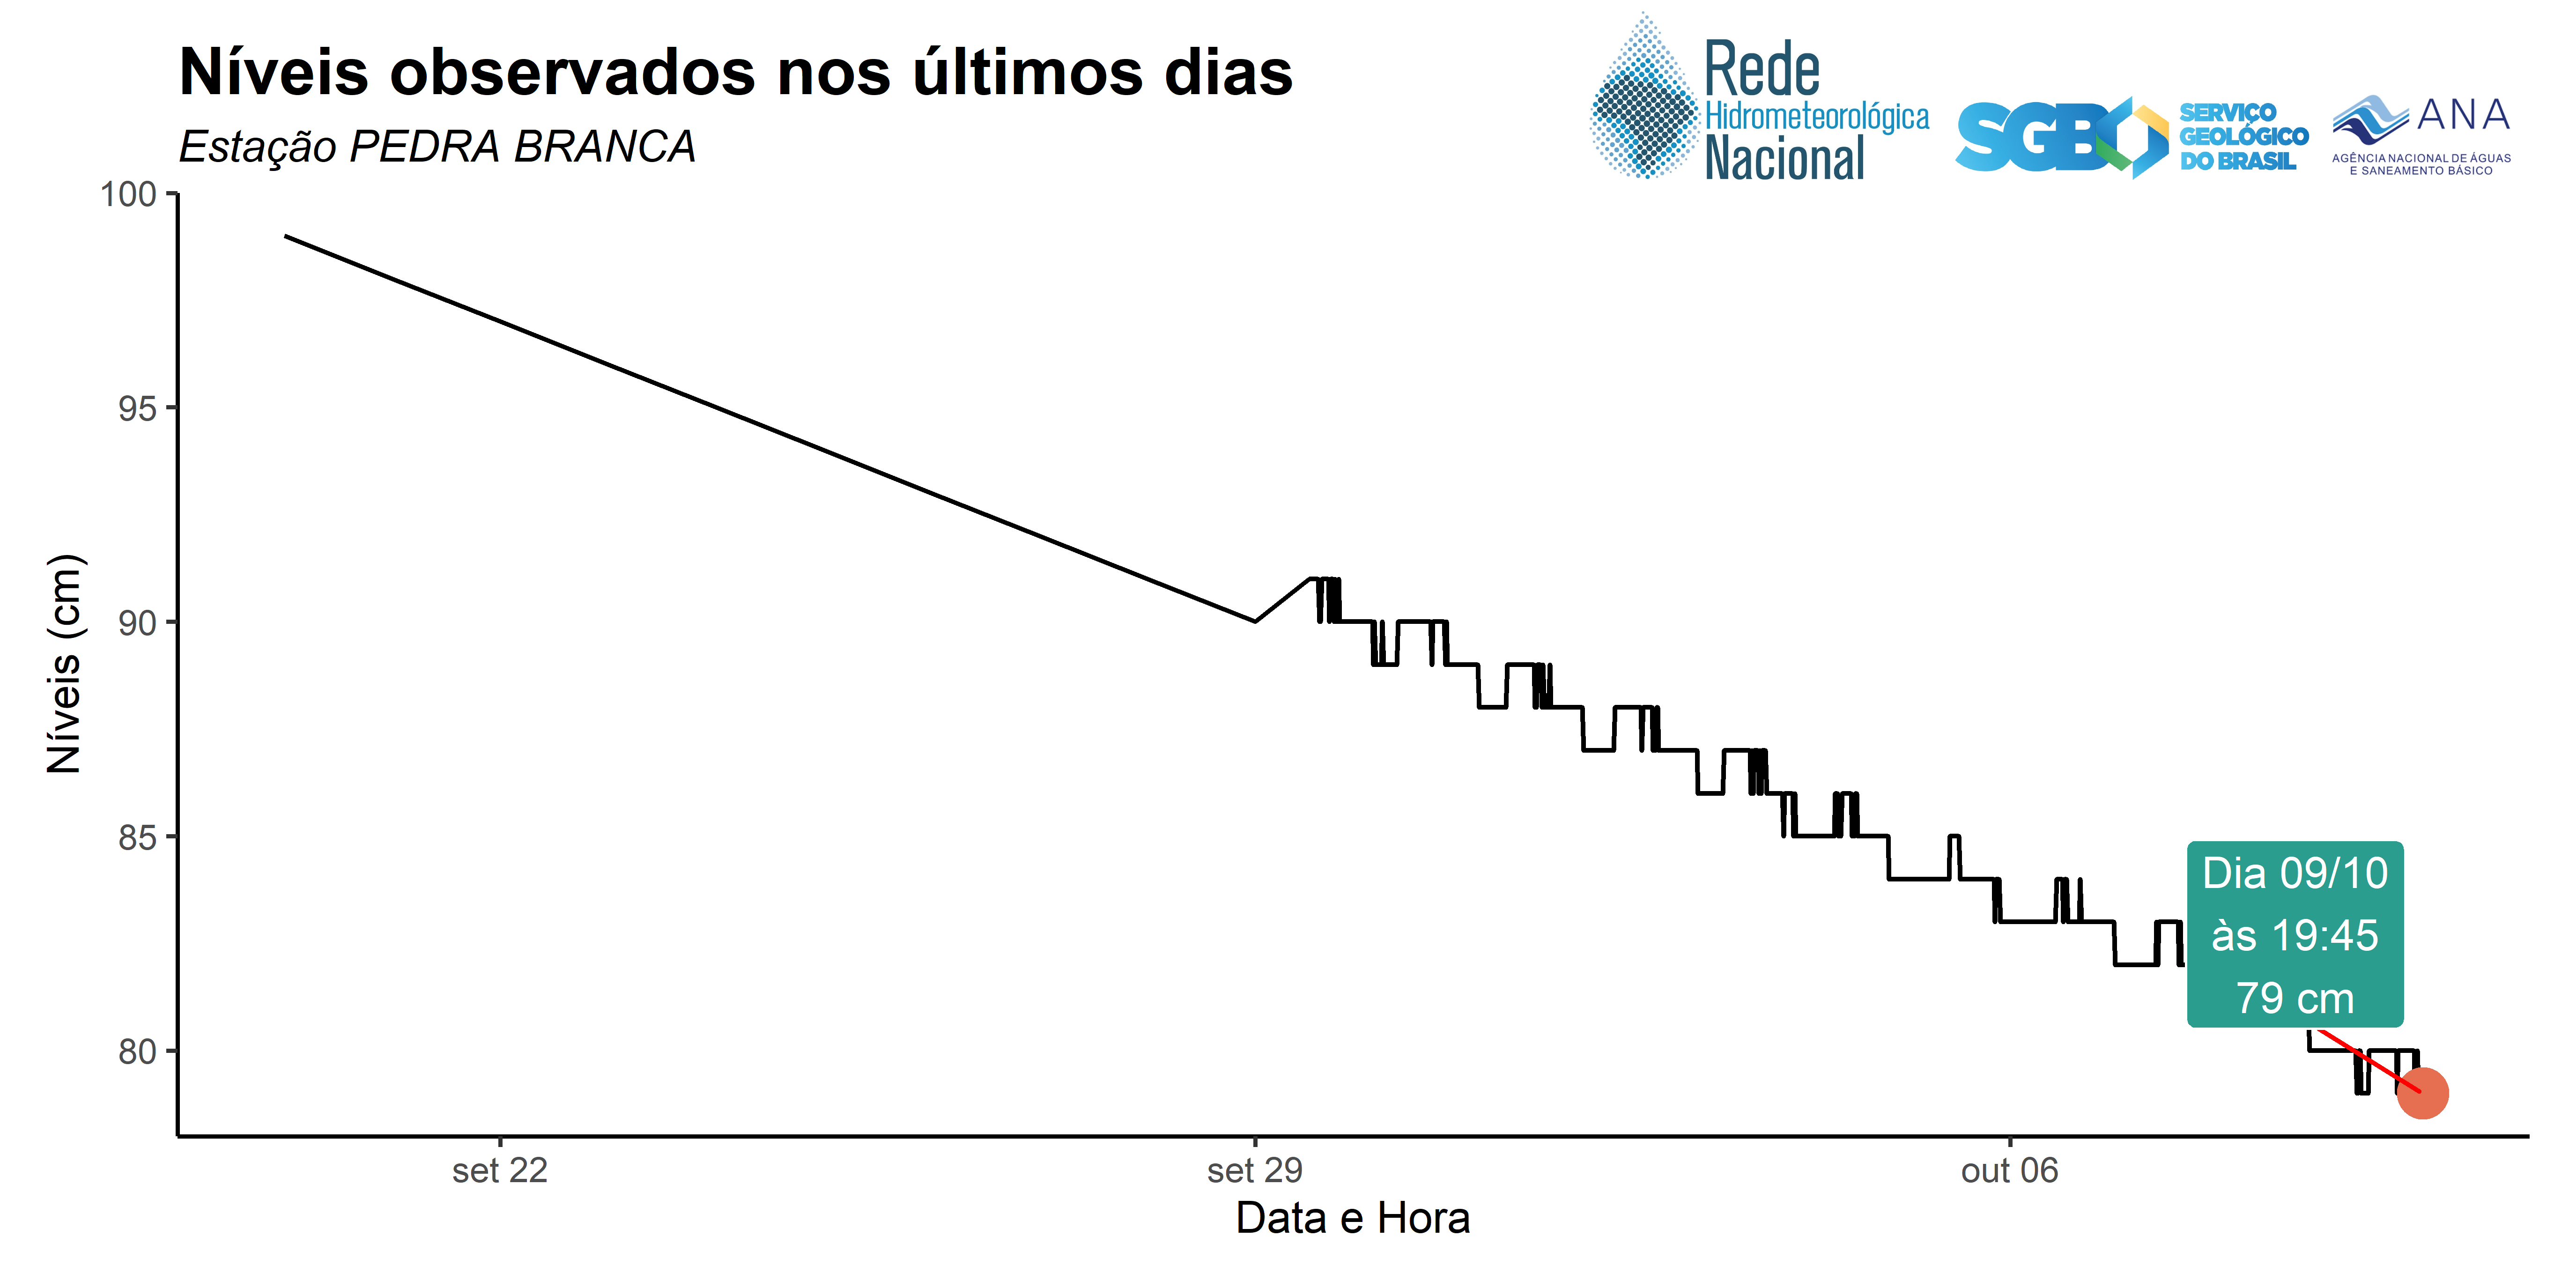 Níveis observados nos últimos dias
Estação PEDRA BRANCA
Rede
Hidrometeorológica
Nacional
SGB
SERVIÇO
GEOLÓGICO
DO BRASIL
ANA
AGÊNCIA NACIONAL DE ÁGUAS
E SANEAMENTO BÁSICO
Níveis (cm)
100
95
90
85
80
Dia 09/10
às 19:45
79 cm
set 22
set 29
out 06
Data e Hora